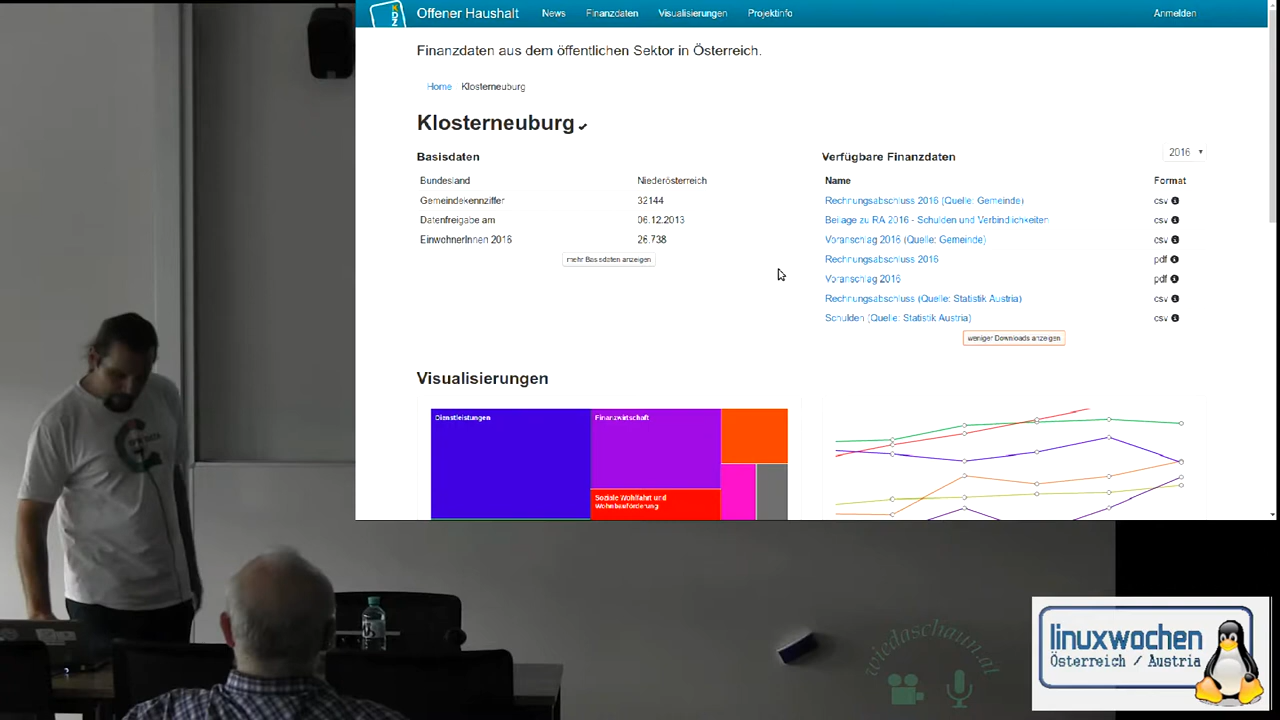 KDZ
Offener Haushalt News Finanzdaten Visualisierungen Projektinfo Anmelden
Finanzdaten aus dem öffentlichen Sektor in Österreich.
Home Klosterneuburg
Klosterneuburg
Basisdaten
Bundesland Niederösterreich
Gemeindekennziffer 32144
Datenfreigabe am 06.12.2013
EinwohnerInnen 2016 26.738
mehr Basisdaten anzeigen
Verfügbare Finanzdaten 2016
Name Format
Rechnungsabschluss 2016 (Quelle: Gemeinde) csv
Beilage zu RA 2016 - Schulden und Verbindlichkeiten csv
Voranschlag 2016 (Quelle: Gemeinde) csv
Rechnungsabschluss 2016 pdf
Voranschlag 2016 pdf
Rechnungsabschluss (Quelle: Statistik Austria) csv
Schulden (Quelle: Statistik Austria) csv
weniger Downloads anzeigen
Visualisierungen
Dienstleistungen
Finanzwirtschaft
Soziale Wohlfahrt und
Wohnbauförderung
wiedaschaun.at
linuxwochen
Österreich / Austria